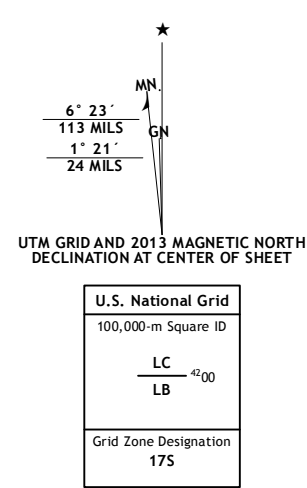 ★
MN.
6° 23´
113 MILS
GN
1° 21´
24 MILS
UTM GRID AND 2013 MAGNETIC NORTH
DECLINATION AT CENTER OF SHEET
U.S. National Grid
100,000-m Square ID
LC
4200
LB
Grid Zone Designation
17S